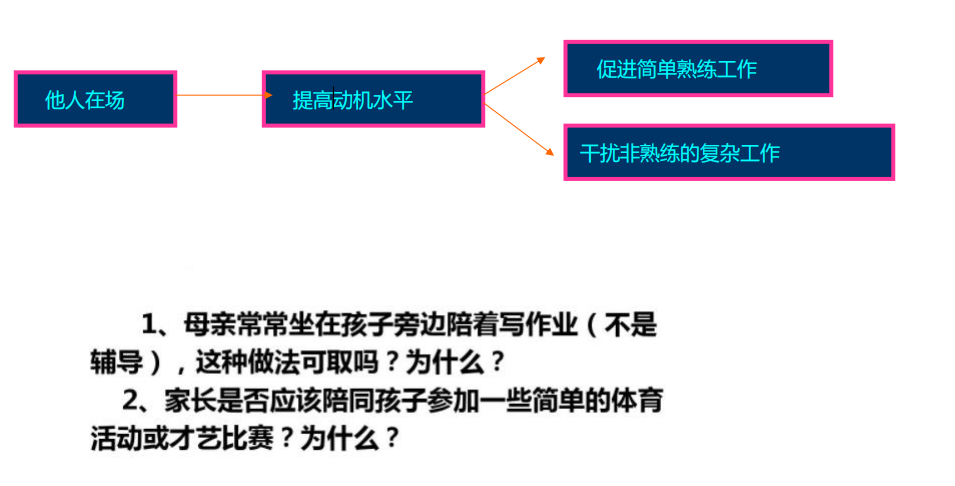 他人在场
提高动机水平
促进简单熟练工作
干扰非熟练的复杂工作
1、母亲常常坐在孩子旁边陪着写作业（不是
辅导），这种做法可取吗？为什么？
2、家长是否应该陪同孩子参加一些简单的体育
活动或才艺比赛？为什么？